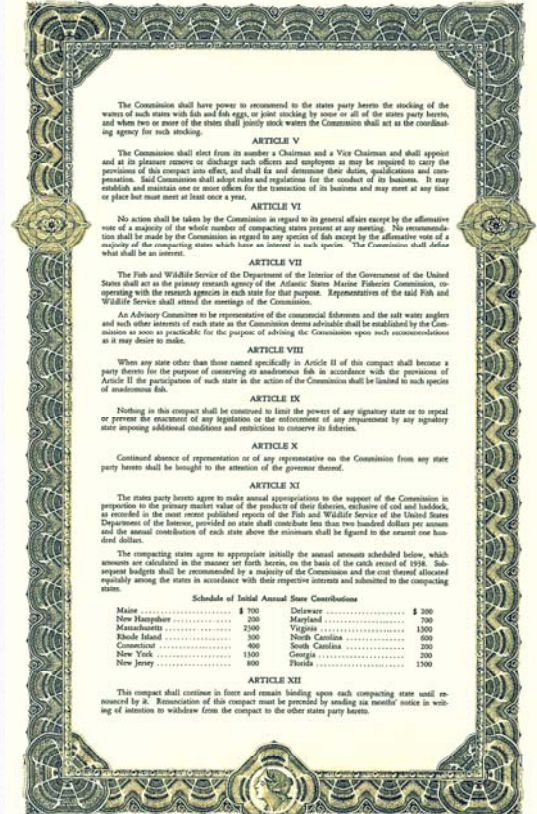 The Commission shall have power to recommend to the states party hereto the stocking of the
waters of such states with fish and fish eggs, or joint stocking by some or all of the states party hereto,
and when two or more of the states shall jointly stock waters the Commission shall act as the coordinat-
ing agency for such stocking.
ARTICLE V
The Commission shall elect from its number a Chairman and a Vice Chairman and shall appoint
and at its pleasure remove or discharge such officers and employees as may be required to carry the
provisions of this compact into effect, and shall fix and determine their duties, qualifications and com-
pensation. Said Commission shall adopt rules and regulations for the conduct of its business. It may
establish and maintain one or more offices for the transaction of its business and may meet at any time
or place but must meet at least once a year.
ARTICLE VI
No action shall be taken by the Commission in regard to its general affairs except by the affirmative
vote of a majority of the whole number of compacting states present at any meeting. No recommenda-
tion shall be made by the Commission in regard to any species of fish except by the affirmative vote of a
majority of the compacting states which have an interest in such species. The Commission shall define
what shall be an interest.
ARTICLE VII
The Fish and Wildlife Service of the Department of the Interior of the Government of the United
States shall act as the primary research agency of the Atlantic States Marine Fisheries Commission, co-
operating with the research agencies in each state for that purpose. Representatives of the said Fish and
Wildlife Service shall attend the meetings of the Commission.
An Advisory Committee to be representative of the commercial fishermen and the salt water anglers
and such other interests of each state as the Commission deems advisable shall be established by the Com-
mission as soon as practicable for the purpose of advising the Commission upon such recommendations
as it may desire to make.
ARTICLE VIII
When any state other than those named specifically in Article II of this compact shall become a
party thereto for the purpose of conserving its anadromous fish in accordance with the provisions of
Article II the participation of such state in the action of the Commission shall be limited to such species
of anadromous fish.
ARTICLE IX
Nothing in this compact shall be construed to limit the powers of any signatory state or to repeal
or prevent the enactment of any legislation or the enforcement of any requirement by any signatory
state imposing additional conditions and restrictions to conserve its fisheries.
ARTICLE X
Continued absence of representation or of any representative on the Commission from any state
party hereto shall be brought to the attention of the governor thereof.
ARTICLE XI
The states party hereto agree to make annual appropriations to the support of the Commission in
proportion to the primary market value of the products of their fisheries, exclusive of cod and haddock,
as recorded in the most recent published reports of the Fish and Wildlife Service of the United States
Department of the Interior, provided no state shall contribute less than two hundred dollars per annum
and the annual contribution of each state above the minimum shall be figured to the nearest one hun-
dred dollars.
The compacting states agree to appropriate initially the annual amounts scheduled below, which
amounts are calculated in the manner set forth herein, on the basis of the catch record of 1938. Sub-
sequent budgets shall be recommended by a majority of the Commission and the cost thereof allocated
equitably among the states in accordance with their respective interests and submitted to the compacting
states.
Schedule of Initial Annual State Contributions
Maine .................... $ 700
New Hampshire .................... 200
Massachusetts .................... 2300
Rhode Island .................... 300
Connecticut .................... 400
New York .................... 1300
New Jersey .................... 800
Delaware .................... $ 200
Maryland .................... 700
Virginia .................... 1300
North Carolina .................... 600
South Carolina .................... 200
Georgia .................... 200
Florida .................... 1500
ARTICLE XII
This compact shall continue in force and remain binding upon each compacting state until re-
nounced by it. Renunciation of this compact must be preceded by sending six months' notice in writ-
ing of intention to withdraw from the compact to the other states party hereto.